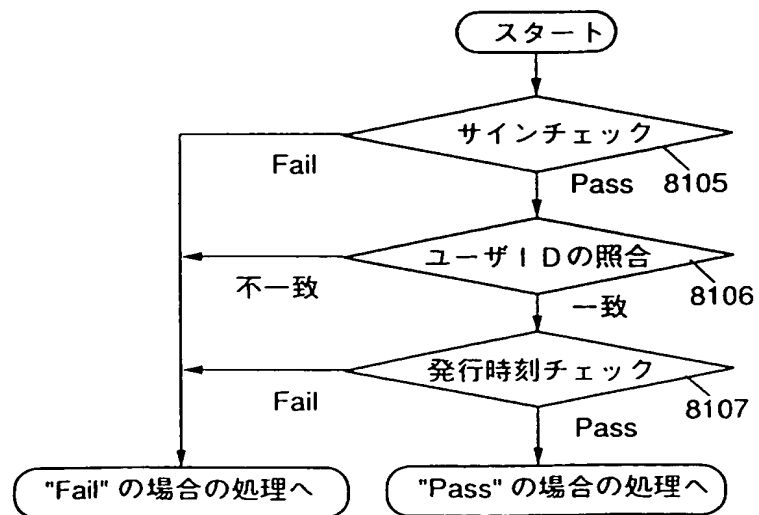 スタート
サインチェック
Fail
Pass
8105
ユーザIDの照合
不一致
一致
8106
発行時刻チェック
Fail
Pass
8107
"Fail" の場合の処理へ
"Pass" の場合の処理へ